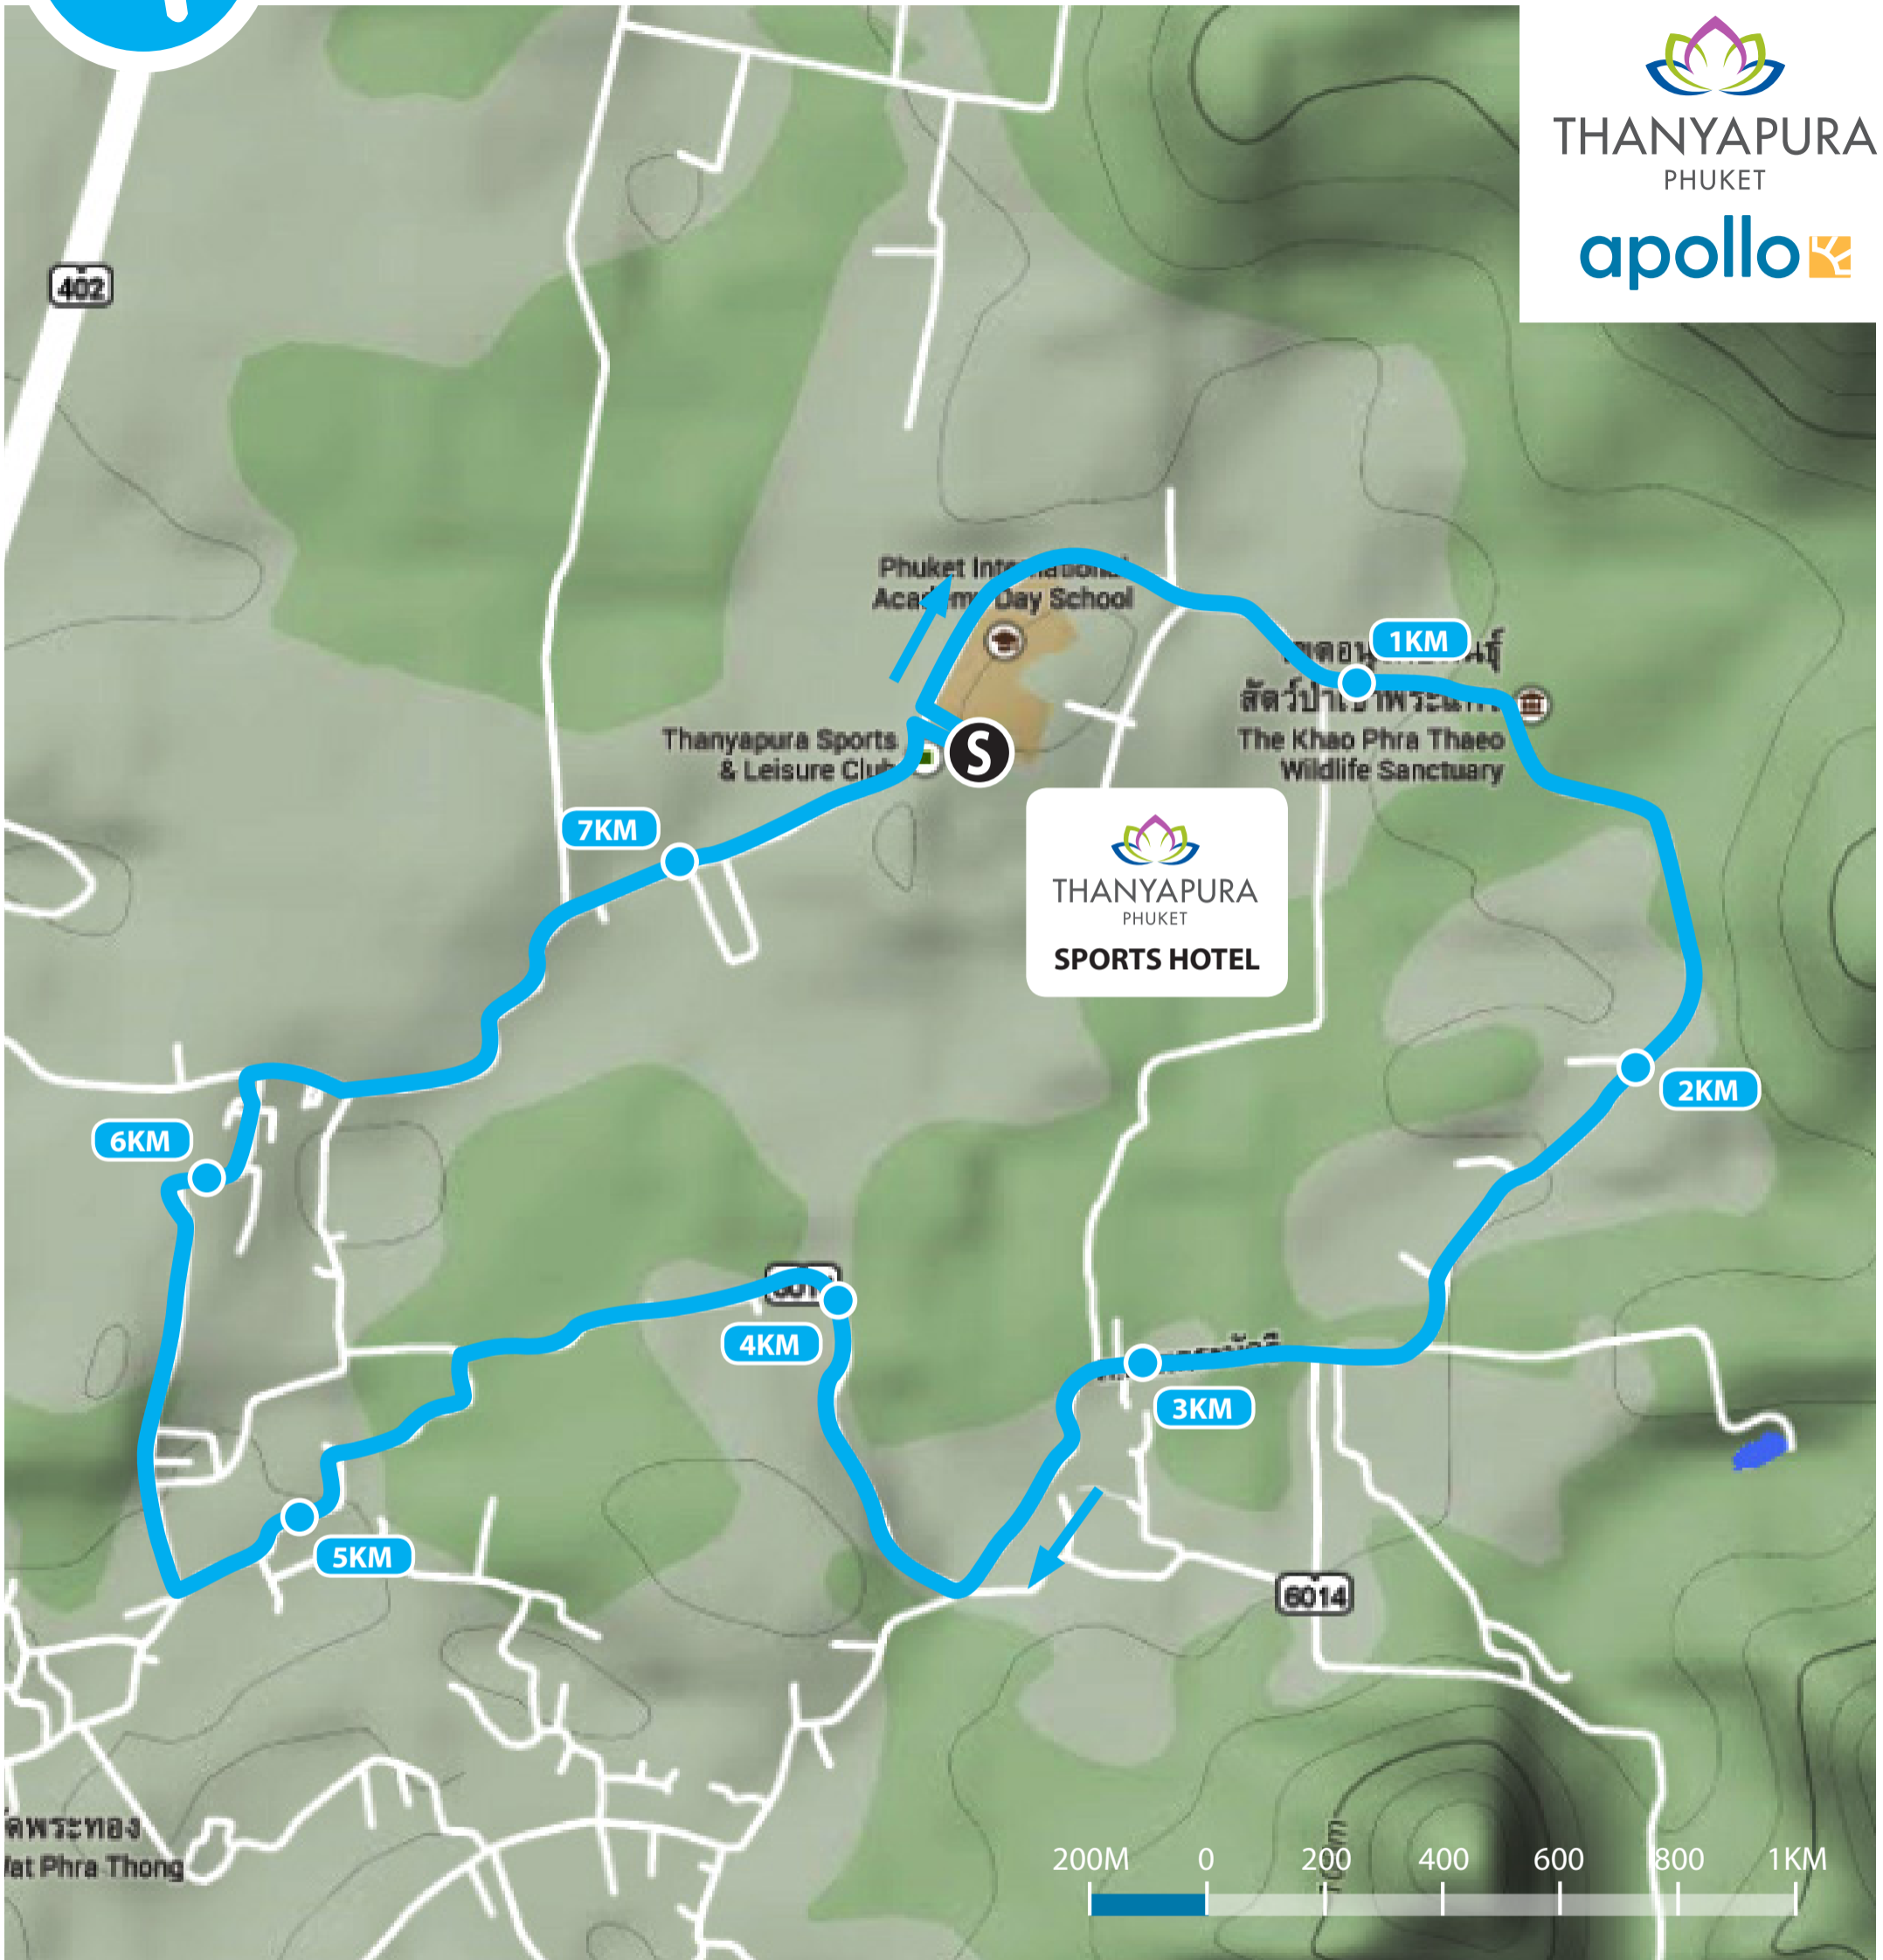 THANYAPURA
PHUKET
apollo
402
Phuket International
Academy Day School
1KM
The Khao Phra Thaeo
Wildlife Sanctuary
Thanyapura Sports
& Leisure Club
S
7KM
THANYAPURA
PHUKET
SPORTS HOTEL
2KM
6KM
4KM
3KM
5KM
6014
Phra Thong
200M 0 200 400 600 800 1KM